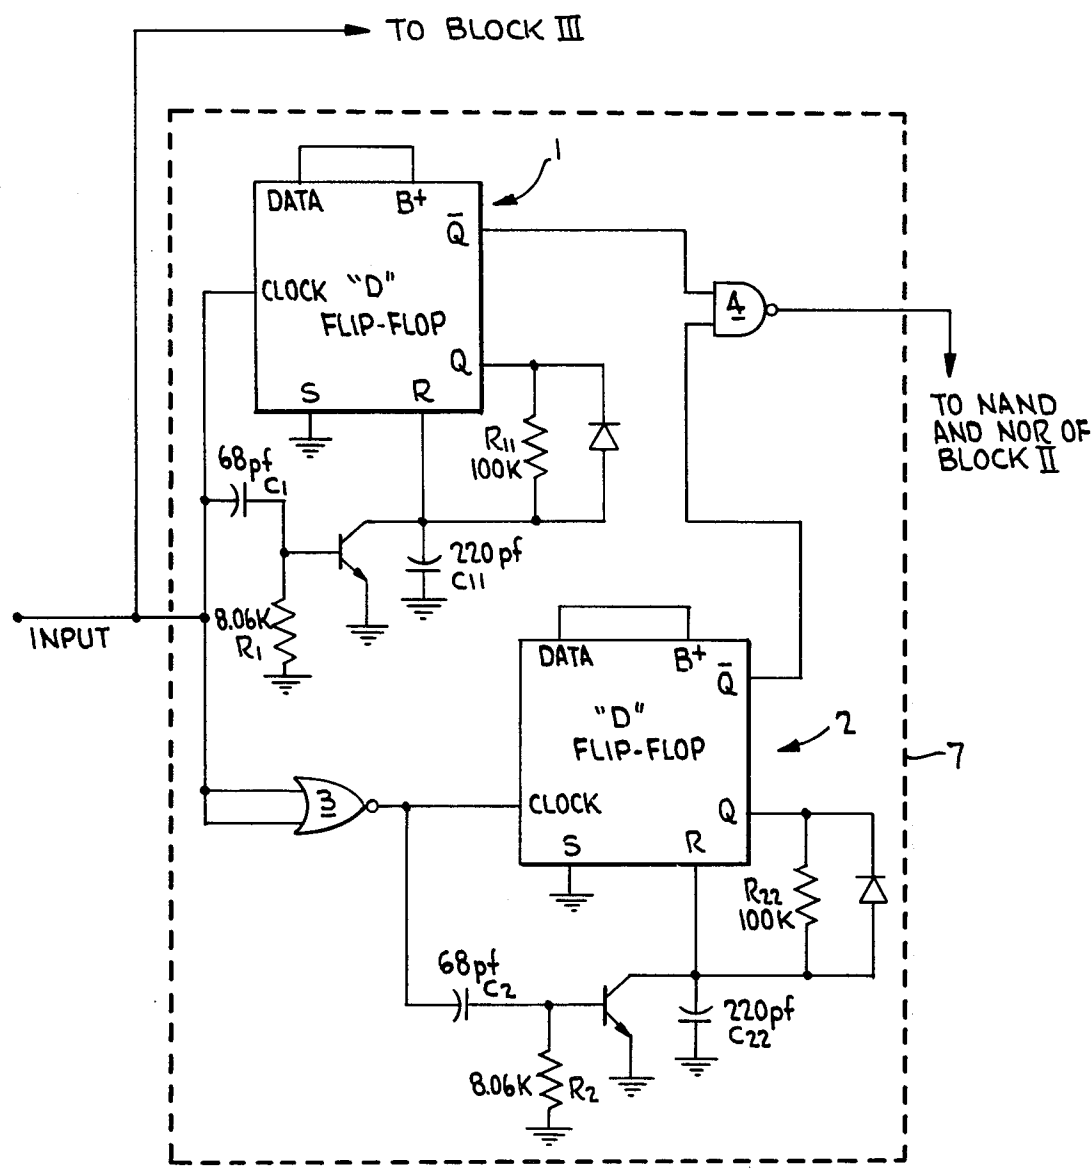 TO BLOCK III
1
DATA B+
Q̄
CLOCK "D"
FLIP-FLOP
Q
S R
4
TO NAND
AND NOR OF
BLOCK II
R11
100K
68pf
C1
220pf
C11
INPUT
8.06K
R1
DATA B+
Q̄
"D"
FLIP-FLOP
2
7
3
CLOCK
Q
S R
R22
100K
68pf
C2
220pf
C22
8.06K R2